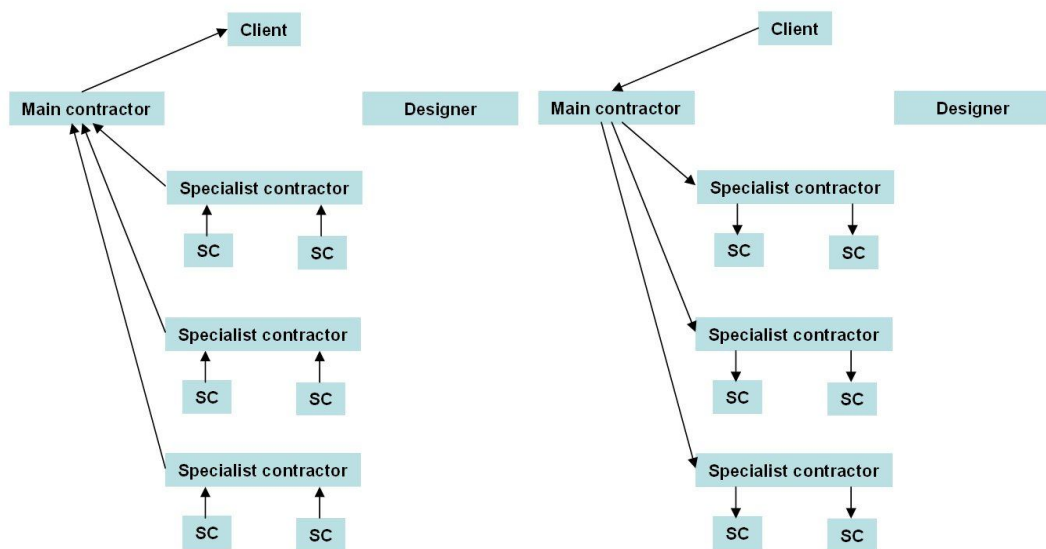 Client
Main contractor
Designer
Specialist contractor
SC
SC
Specialist contractor
SC
SC
Specialist contractor
SC
SC
Client
Main contractor
Designer
Specialist contractor
SC
SC
Specialist contractor
SC
SC
Specialist contractor
SC
SC